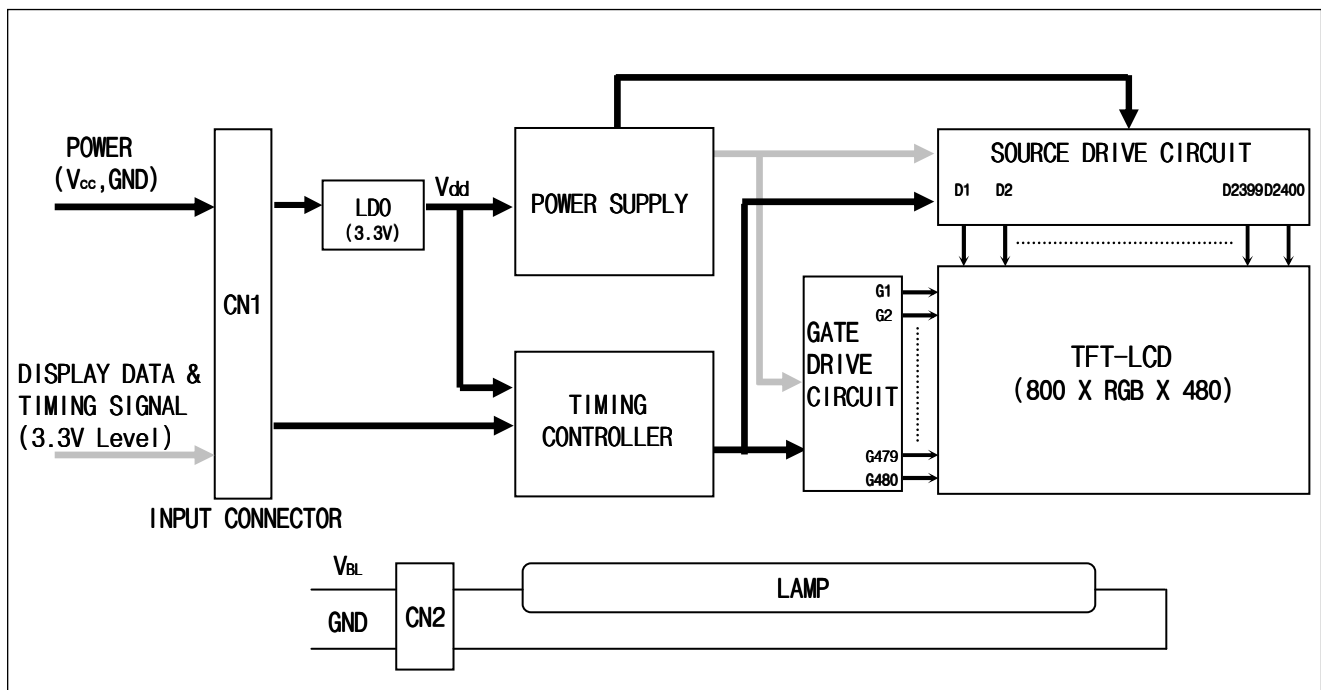 POWER
(Vcc,GND)
DISPLAY DATA &
TIMING SIGNAL
(3.3V Level)
CN1
INPUT CONNECTOR
LDO
(3.3V)
Vdd
POWER SUPPLY
TIMING
CONTROLLER
SOURCE DRIVE CIRCUIT
D1 D2 D2399 D2400
GATE
DRIVE
CIRCUIT
G1
G2
G479
G480
TFT-LCD
(800 X RGB X 480)
VBL
GND
CN2
LAMP